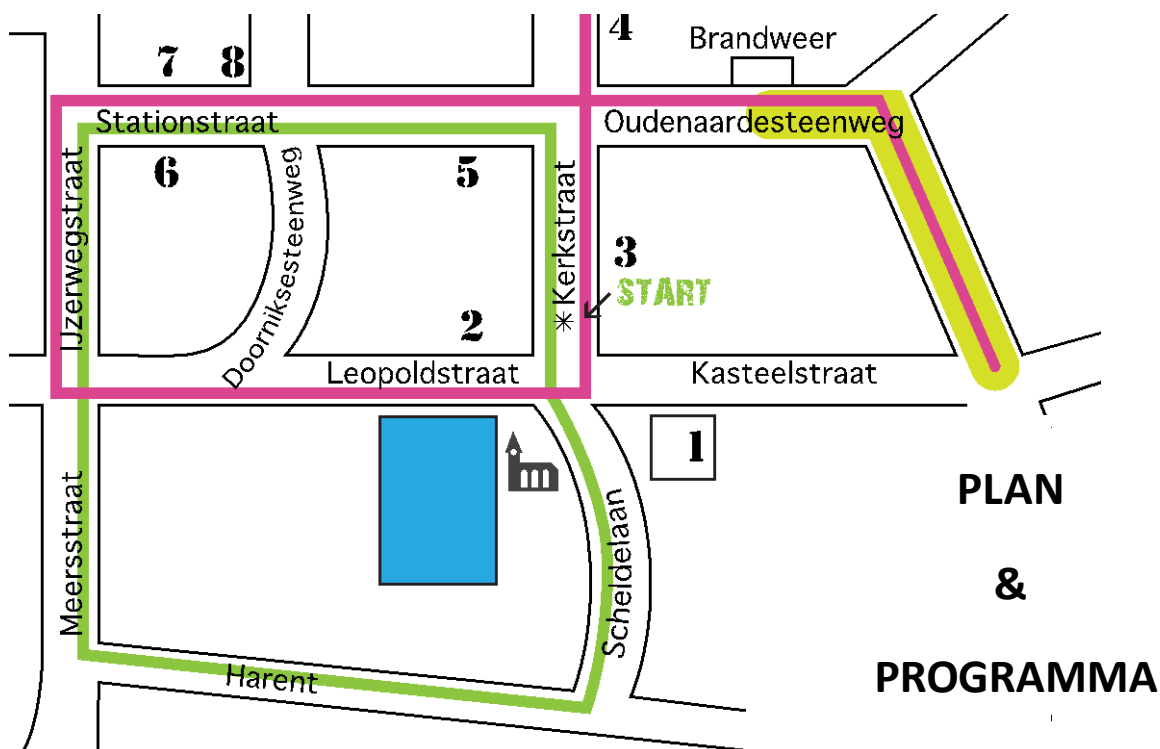 4
Brandweer
7 8
Stationstraat
Oudenaardesteenweg
6
5
IJzerwegstraat
Doorniksesteenweg
Kerkstraat
3
START
2
Leopoldstraat
Kasteelstraat
1
PLAN
&
PROGRAMMA
Meersstraat
Scheldelaan
Harent